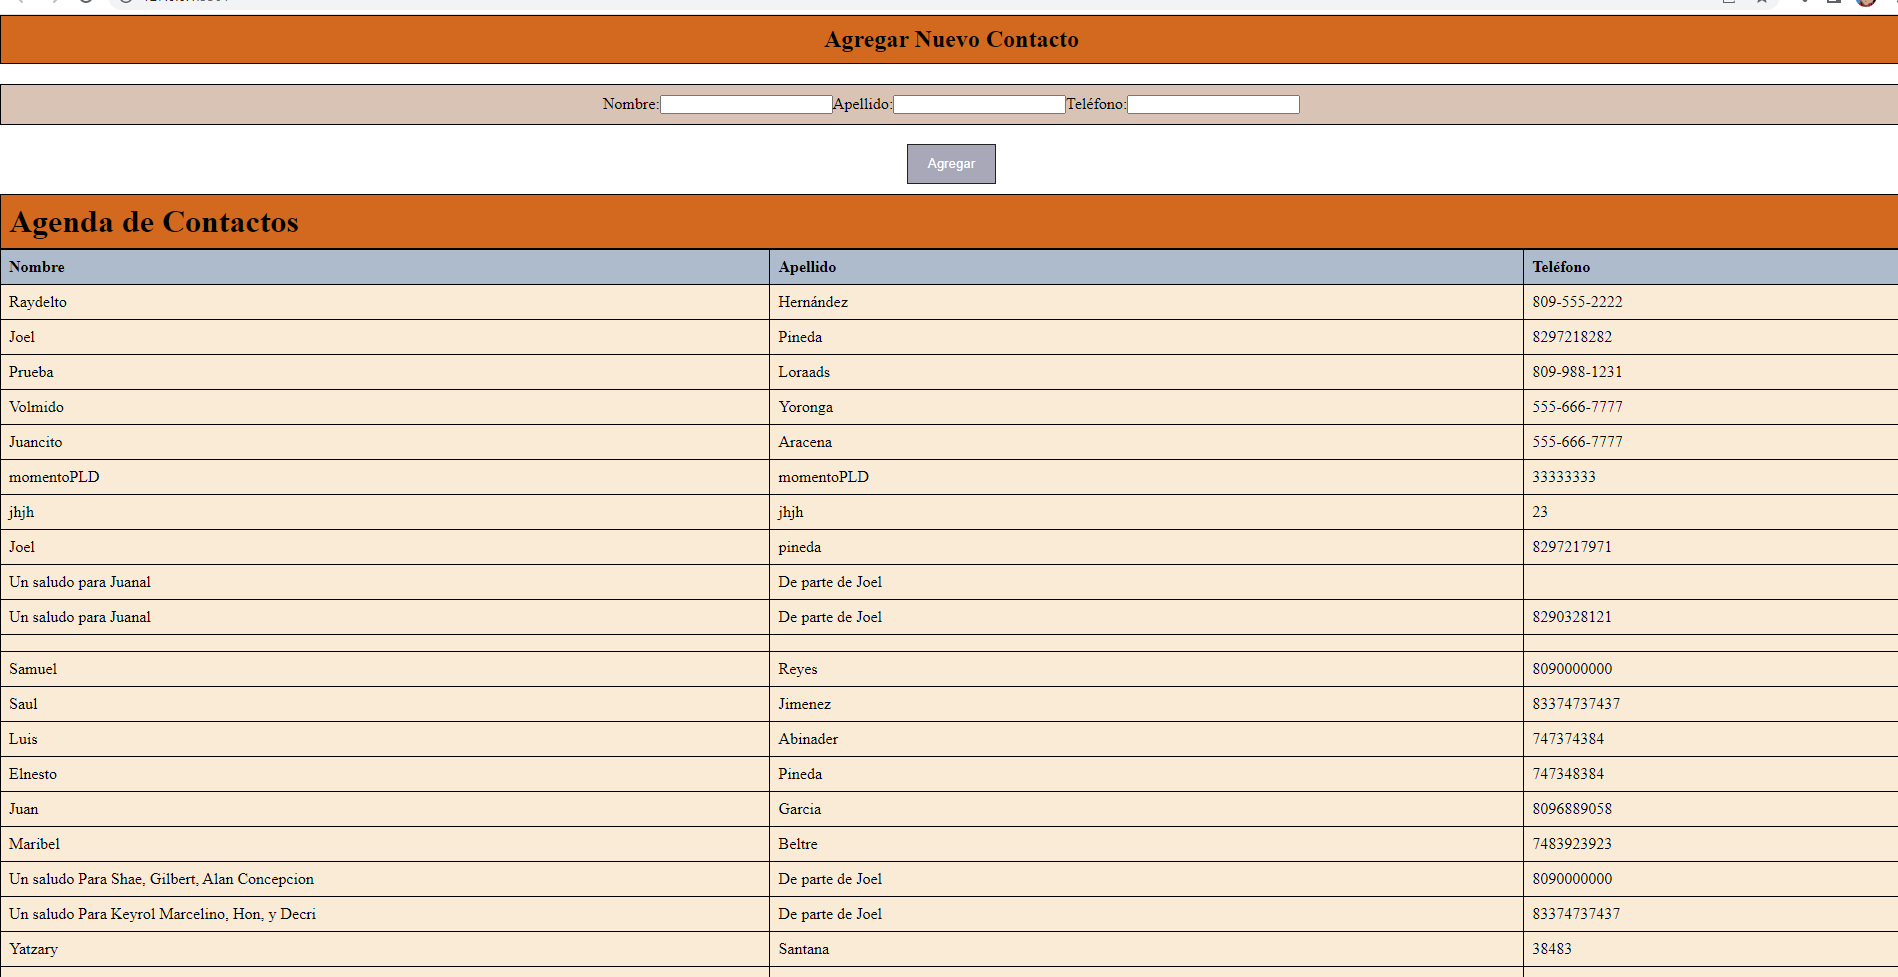 Agregar Nuevo Contacto
Nombre: Apellido: Teléfono:
Agregar
Agenda de Contactos
Nombre Apellido Teléfono
Raydelto Hernández 809-555-2222
Joel Pineda 8297218282
Prueba Loraads 809-988-1231
Volmido Yoronga 555-666-7777
Juancito Aracena 555-666-7777
momentoPLD momentoPLD 33333333
jhjh jhjh 23
Joel pineda 8297217971
Un saludo para Juanal De parte de Joel
Un saludo para Juanal De parte de Joel 8290328121
Samuel Reyes 8090000000
Saul Jimenez 83374737437
Luis Abinader 747374384
Elnesto Pineda 747348384
Juan Garcia 8096889058
Maribel Beltre 7483923923
Un saludo Para Shae, Gilbert, Alan Concepcion De parte de Joel 8090000000
Un saludo Para Keyrol Marcelino, Hon, y Decri De parte de Joel 83374737437
Yatzary Santana 38483